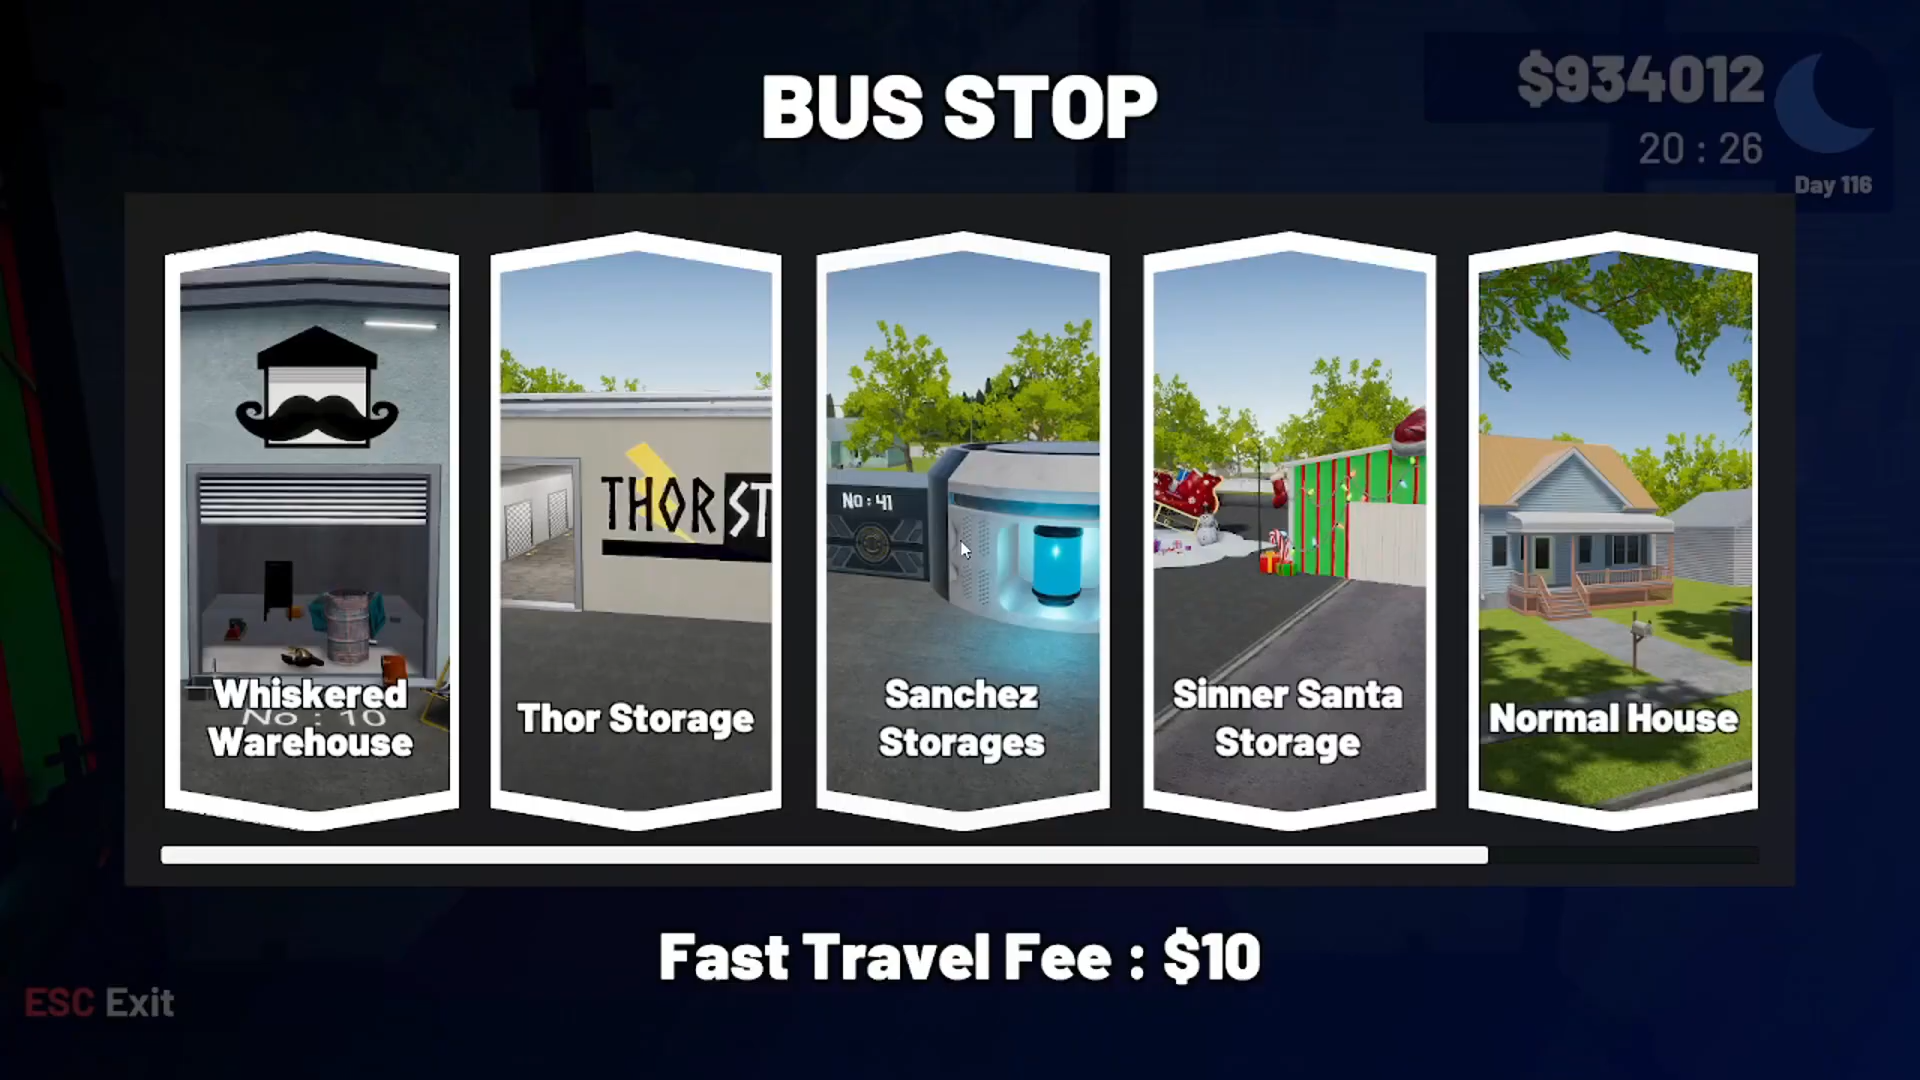 BUS STOP
$934012
20 : 26
Day 116
THOR ST
No : 41
Whiskered
No : 10
Warehouse
Thor Storage
Sanchez
Storages
Sinner Santa
Storage
Normal House
Fast Travel Fee : $10
ESC Exit